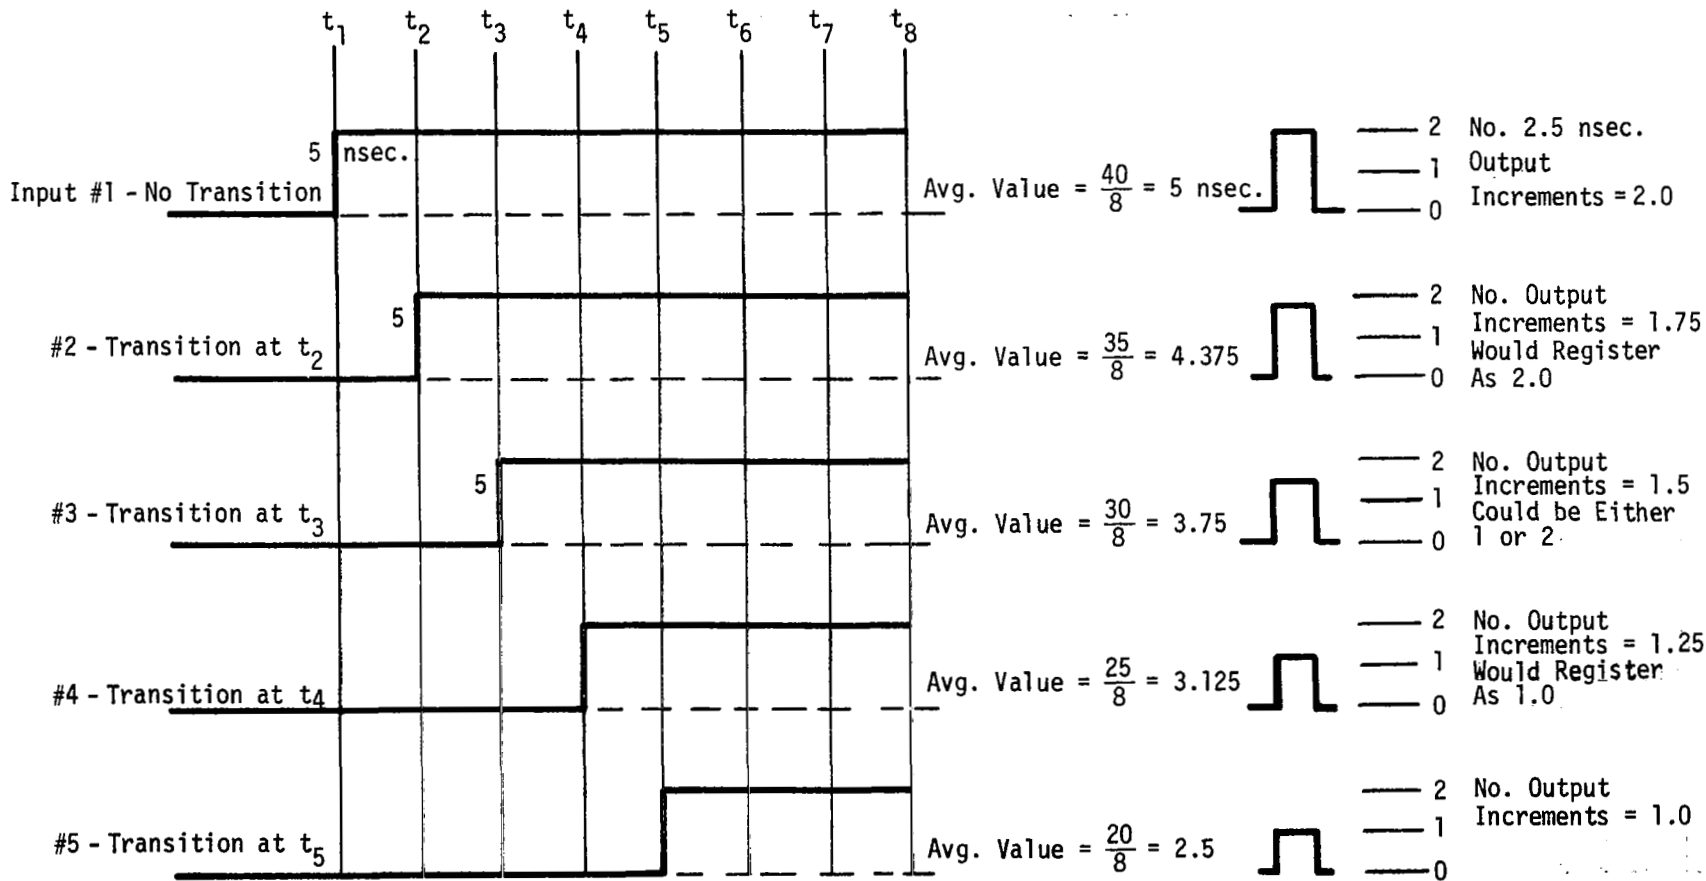 t1 t2 t3 t4 t5 t6 t7 t8
5 nsec.
Input #1 - No Transition
Avg. Value = 40/8 = 5 nsec.
2 No. 2.5 nsec.
1 Output
Increments = 2.0
0
5
#2 - Transition at t2
Avg. Value = 35/8 = 4.375
2 No. Output
Increments = 1.75
1
Would Register
0 As 2.0
5
#3 - Transition at t3
Avg. Value = 30/8 = 3.75
2 No. Output
Increments = 1.5
1
Could be Either
0 1 or 2
#4 - Transition at t4
Avg. Value = 25/8 = 3.125
2 No. Output
Increments = 1.25
1
Would Register
As 1.0
0
#5 - Transition at t5
Avg. Value = 20/8 = 2.5
2 No. Output
Increments = 1.0
1
0